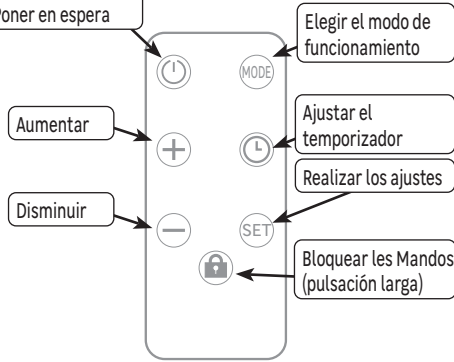 Poner en espera
Elegir el modo de
funcionamiento
MODE
Aumentar
Ajustar el
temporizador
Realizar los ajustes
Disminuir
SET
Bloquear les Mandos
(pulsación larga)